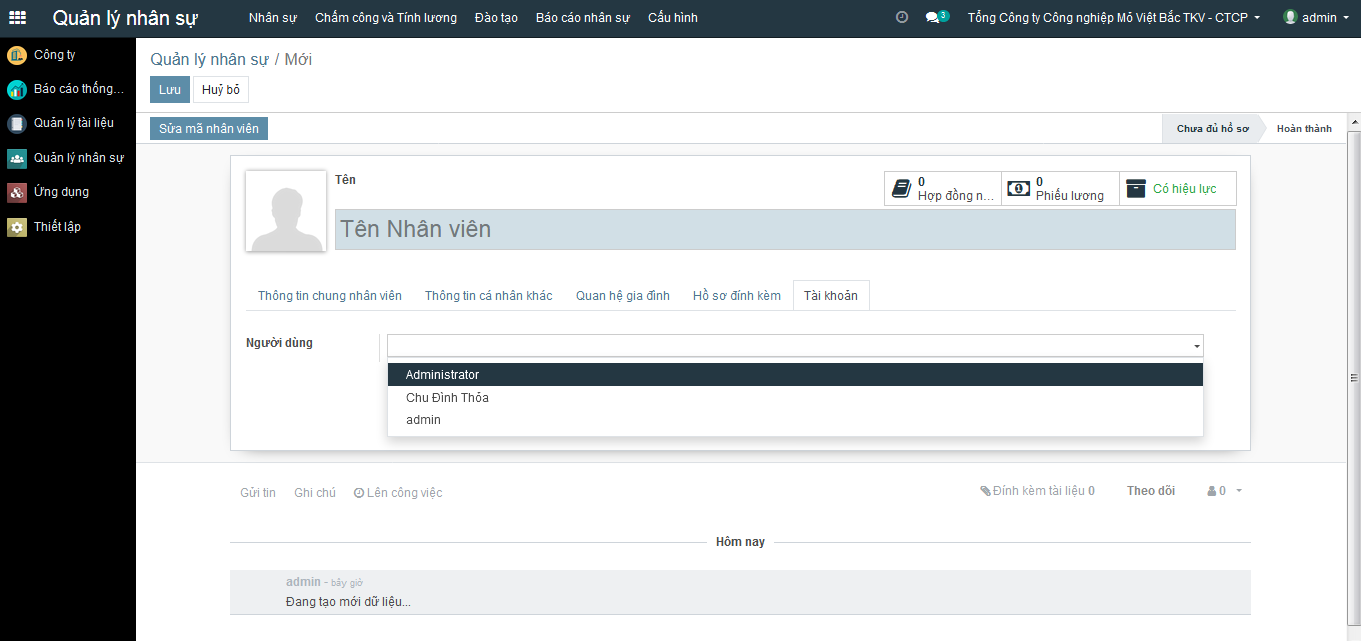 Quản lý nhân sự
Nhân sự Chấm công và Tính lương Đào tạo Báo cáo nhân sự Cấu hình
3
Tổng Công ty Công nghiệp Mỏ Việt Bắc TKV - CTCP
admin
Công ty
Báo cáo thống...
Quản lý tài liệu
Quản lý nhân sự
Ứng dụng
Thiết lập
Quản lý nhân sự / Mới
Lưu Huỷ bỏ
Sửa mã nhân viên
Chưa đủ hồ sơ Hoàn thành
Tên
Tên Nhân viên
0
Hợp đồng n...
0
Phiếu lương
Có hiệu lực
Thông tin chung nhân viên Thông tin cá nhân khác Quan hệ gia đình Hồ sơ đính kèm Tài khoản
Người dùng
Administrator
Chu Đình Thỏa
admin
Gửi tin Ghi chú Lên công việc
Đính kèm tài liệu 0 Theo dõi 0
Hôm nay
admin - bây giờ
Đang tạo mới dữ liệu...